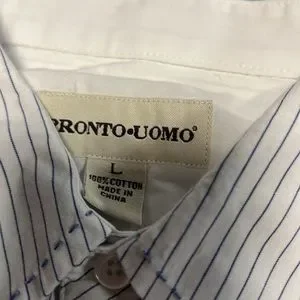 PRONTO•UOMO®
L
100% COTTON
MADE IN
CHINA